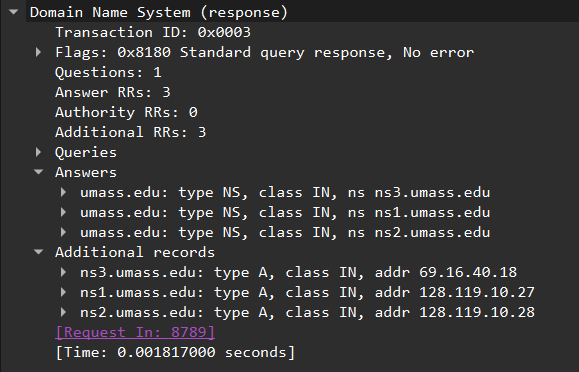 Domain Name System (response)
Transaction ID: 0x0003
Flags: 0x8180 Standard query response, No error
Questions: 1
Answer RRs: 3
Authority RRs: 0
Additional RRs: 3
Queries
Answers
umass.edu: type NS, class IN, ns ns3.umass.edu
umass.edu: type NS, class IN, ns ns1.umass.edu
umass.edu: type NS, class IN, ns ns2.umass.edu
Additional records
ns3.umass.edu: type A, class IN, addr 69.16.40.18
ns1.umass.edu: type A, class IN, addr 128.119.10.27
ns2.umass.edu: type A, class IN, addr 128.119.10.28
[Request In: 8789]
[Time: 0.001817000 seconds]